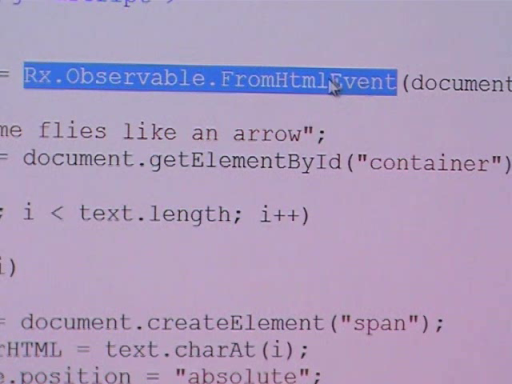 = Rx.Observable.FromHtmlEvent(document
me flies like an arrow";
= document.getElementById("container")
; i < text.length; i++)
i)
= document.createElement("span");
rHTML = text.charAt(i);
e.position = "absolute";